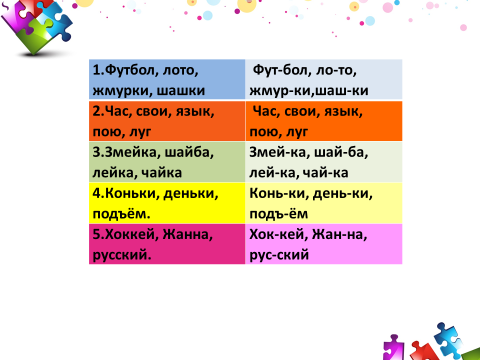 1.Футбол, лото,
жмурки, шашки
Фут-бол, ло-то,
жмур-ки,шаш-ки
2.Час, свои, язык,
пою, луг
Час, свои, язык,
пою, луг
3.Змейка, шайба,
лейка, чайка
Змей-ка, шай-ба,
лей-ка, чай-ка
4.Коньки, деньки,
подъём.
Конь-ки, день-ки,
подъ-ём
5.Хоккей, Жанна,
русский.
Хок-кей, Жан-на,
рус-ский